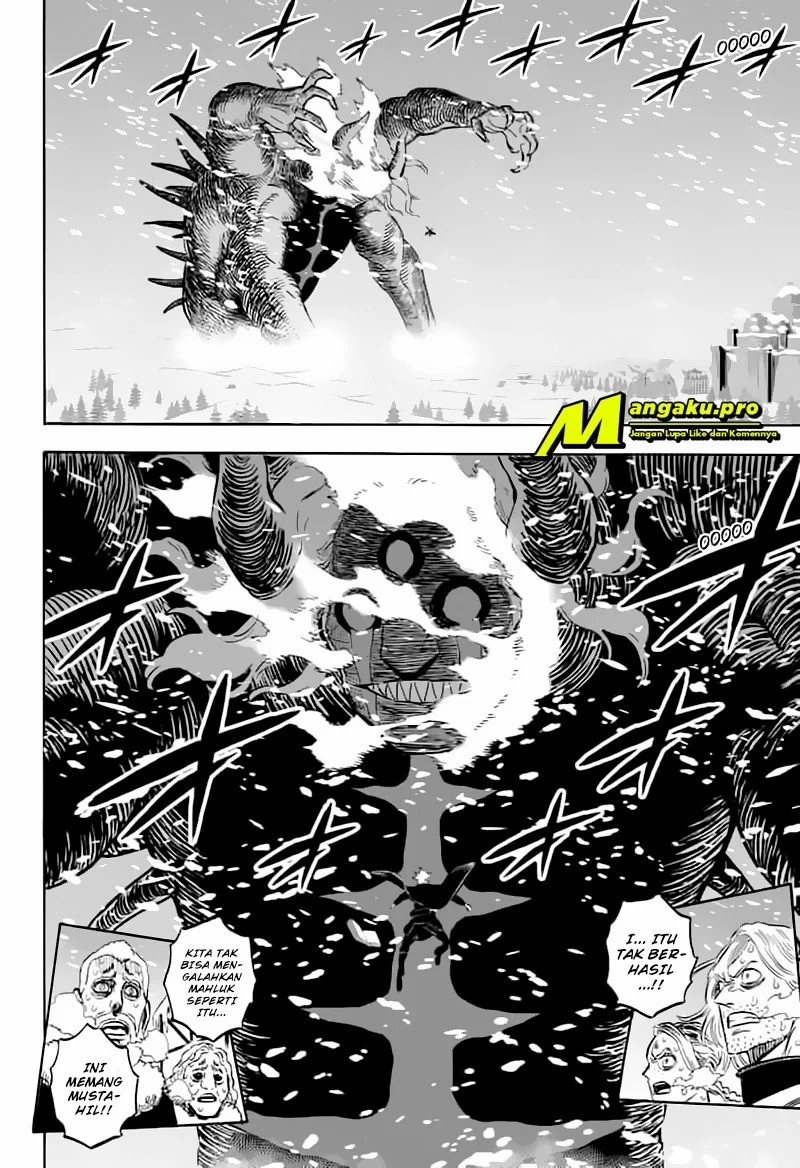 OOOOO
Mangaku.pro
Jangan Lupa Like dan Komennya
OOOOO
I... ITU
TAK BER-
HASIL
...!!
KITA TAK
BISA MEN-
GALAHKAN
MAHLUK
SEPERTI
ITU...
INI
MEMANG
MUSTA-
HIL!!